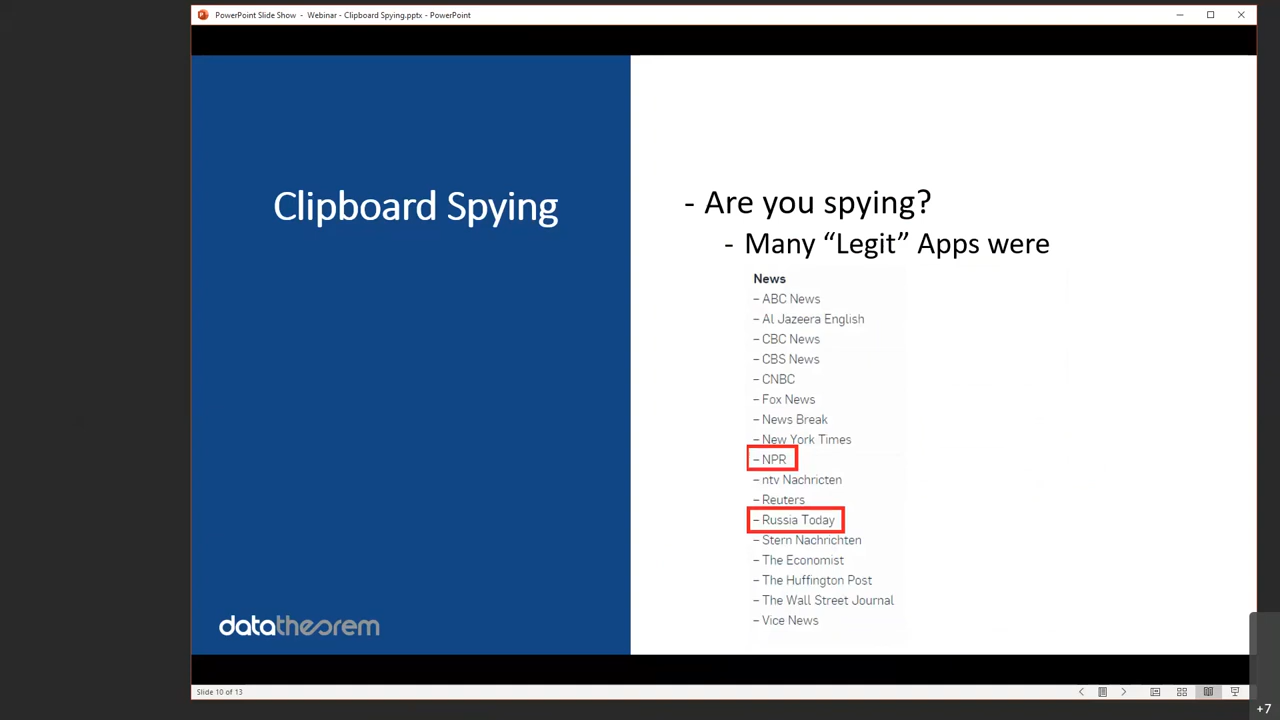 PowerPoint Slide Show - Webinar - Clipboard Spying.pptx - PowerPoint
Clipboard Spying
- Are you spying?
- Many “Legit” Apps were
News
– ABC News
– Al Jazeera English
– CBC News
– CBS News
– CNBC
– Fox News
– News Break
– New York Times
– NPR
– ntv Nachricten
– Reuters
– Russia Today
– Stern Nachrichten
– The Economist
– The Huffington Post
– The Wall Street Journal
– Vice News
datatheorem
Slide 10 of 13
+7